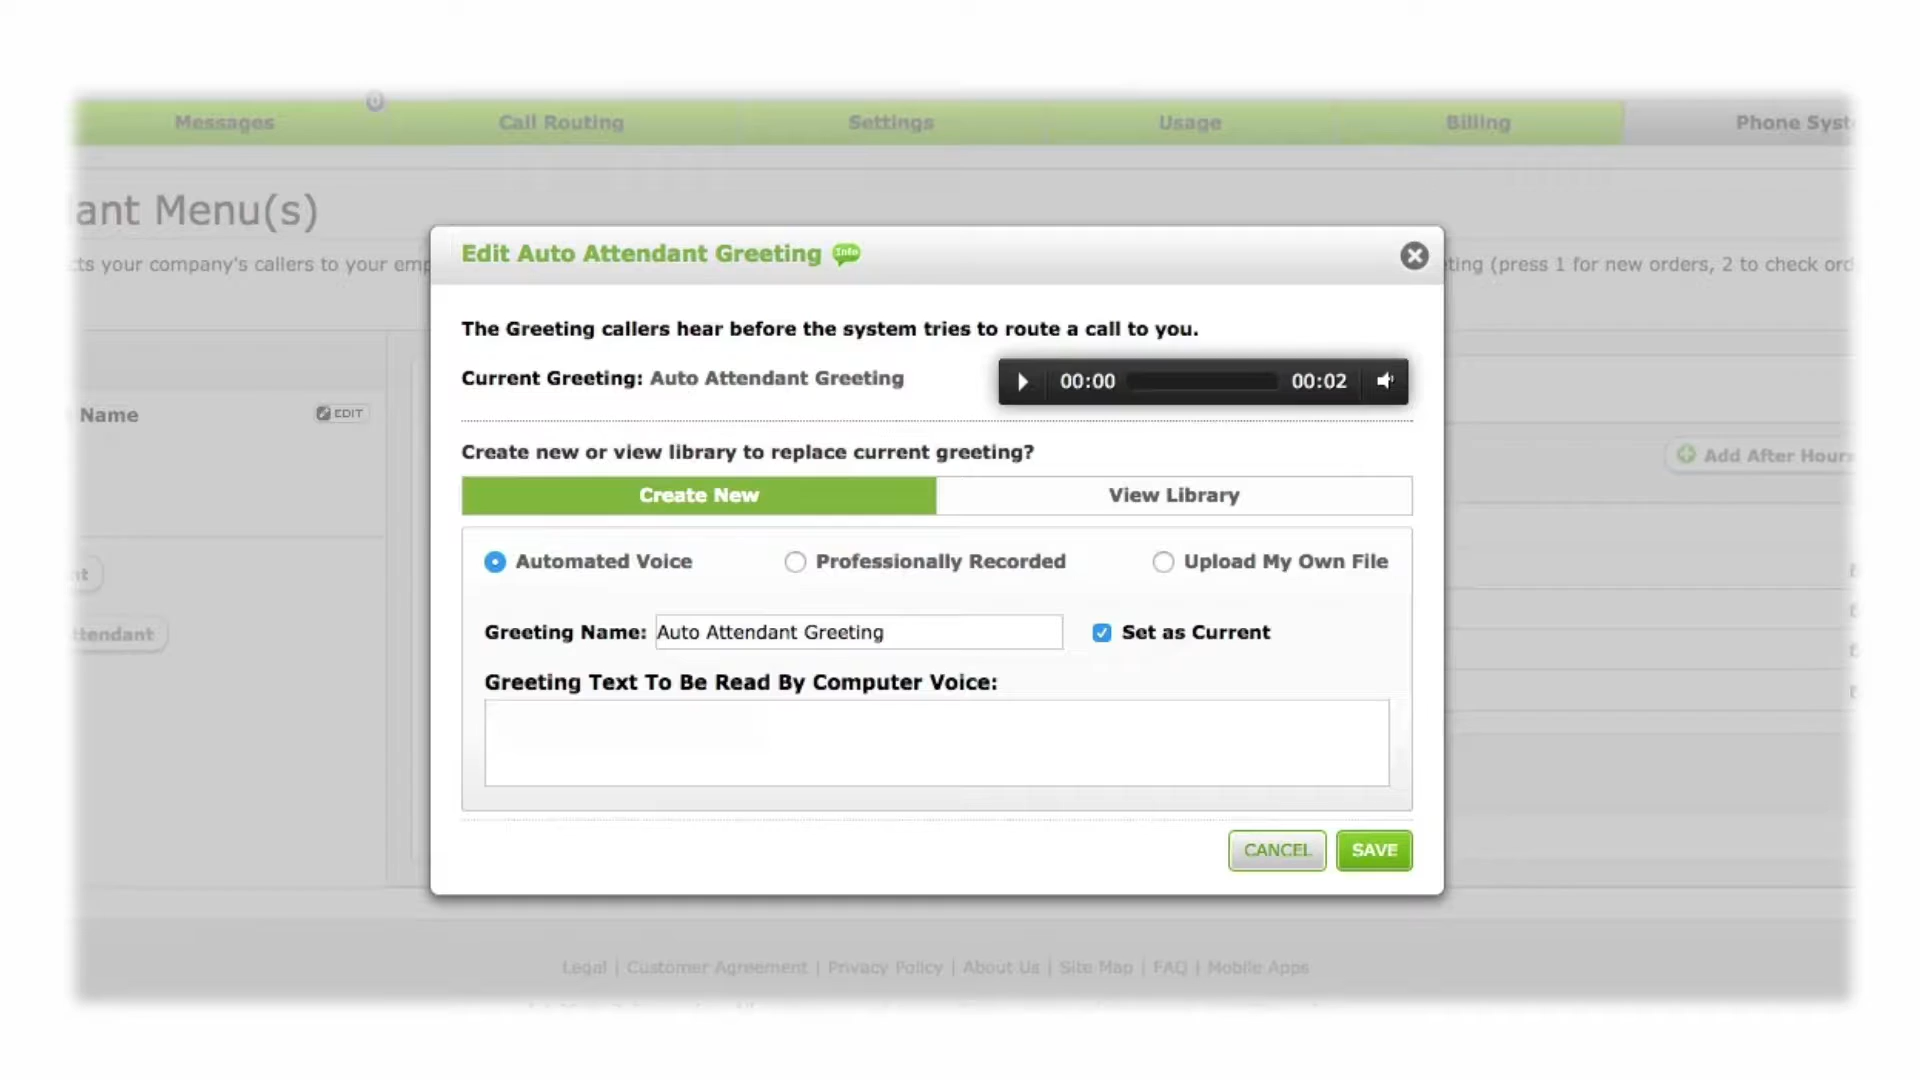 0
Messages Call Routing Settings Usage Billing Phone Syst
ant Menu(s)
cts your company's callers to your emp ting (press 1 for new orders, 2 to check ord
Edit Auto Attendant Greeting Info
The Greeting callers hear before the system tries to route a call to you.
Current Greeting: Auto Attendant Greeting 00:00 00:02
Name EDIT
Create new or view library to replace current greeting?
Add After Hours
Create New View Library
Automated Voice Professionally Recorded Upload My Own File
nt
Greeting Name: Auto Attendant Greeting Set as Current
ttendant
Greeting Text To Be Read By Computer Voice:
CANCEL SAVE
Legal | Customer Agreement | Privacy Policy | About Us | Site Map | FAQ | Mobile Apps